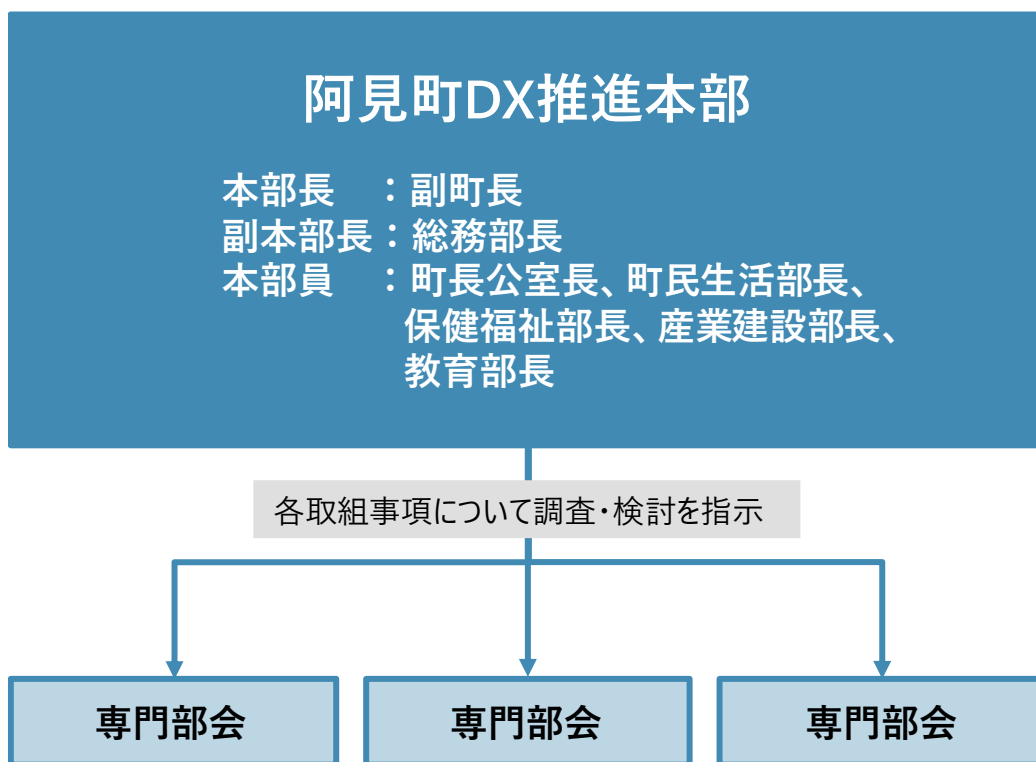 阿見町DX推進本部
本部長　：副町長
副本部長：総務部長
本部員　：町長公室長、町民生活部長、
保健福祉部長、産業建設部長、
教育部長
各取組事項について調査・検討を指示
専門部会
専門部会
専門部会